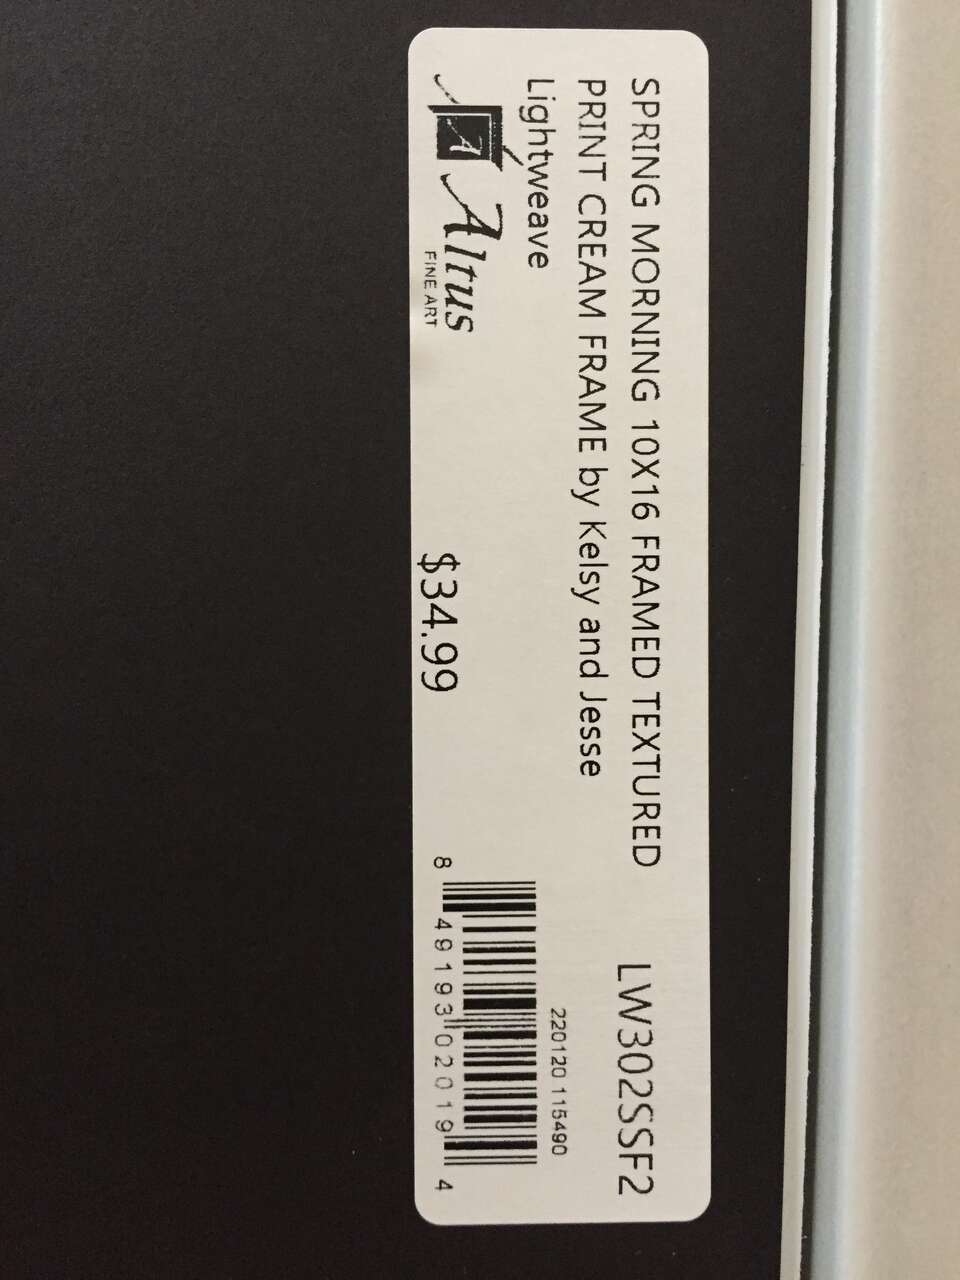 SPRING MORNING 10X16 FRAMED TEXTURED
PRINT CREAM FRAME by Kelsy and Jesse
Lightweave
LW302SSF2
A Altus
FINE ART
$34.99
220120 115490
8 49193 02019 4